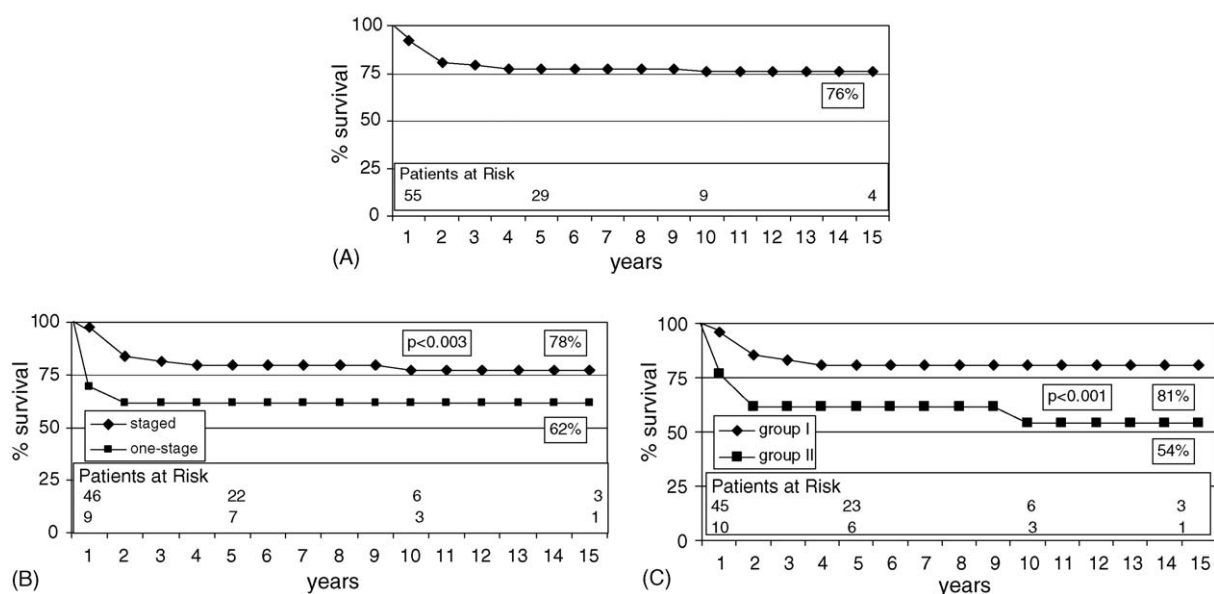 100
75
50
25
0
% survival
76%
Patients at Risk
55 29 9 4
1 2 3 4 5 6 7 8 9 10 11 12 13 14 15
years
(A)
100
75
50
25
0
% survival
p<0.003
78%
62%
staged
one-stage
Patients at Risk
46 22 6 3
9 7 3 1
1 2 3 4 5 6 7 8 9 10 11 12 13 14 15
years
(B)
100
75
50
25
0
% survival
p<0.001
81%
54%
group I
group II
Patients at Risk
45 23 6 3
10 6 3 1
1 2 3 4 5 6 7 8 9 10 11 12 13 14 15
years
(C)